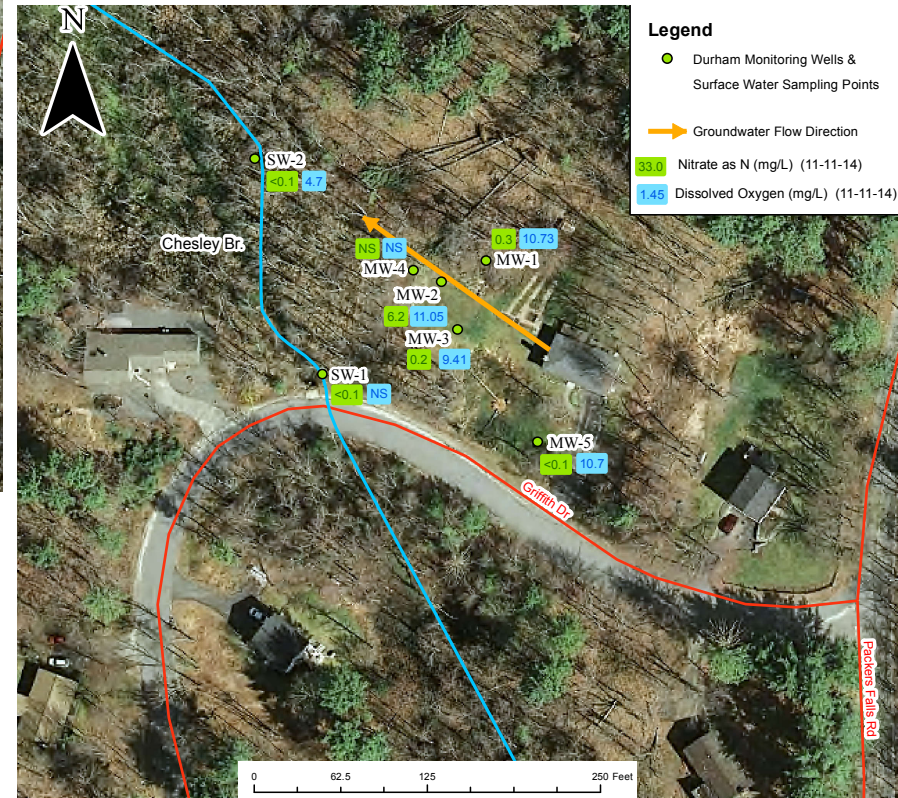 N
Legend
Durham Monitoring Wells &
Surface Water Sampling Points
Groundwater Flow Direction
33.0 Nitrate as N (mg/L) (11-11-14)
1.45 Dissolved Oxygen (mg/L) (11-11-14)
SW-2
<0.1 4.7
Chesley Br.
0.3 10.73
MW-1
NS NS
MW-4
MW-2
6.2 11.05
MW-3
0.2 9.41
SW-1
<0.1 NS
MW-5
<0.1 10.7
Griffith Dr
Packers Falls Rd
0 62.5 125 250 Feet